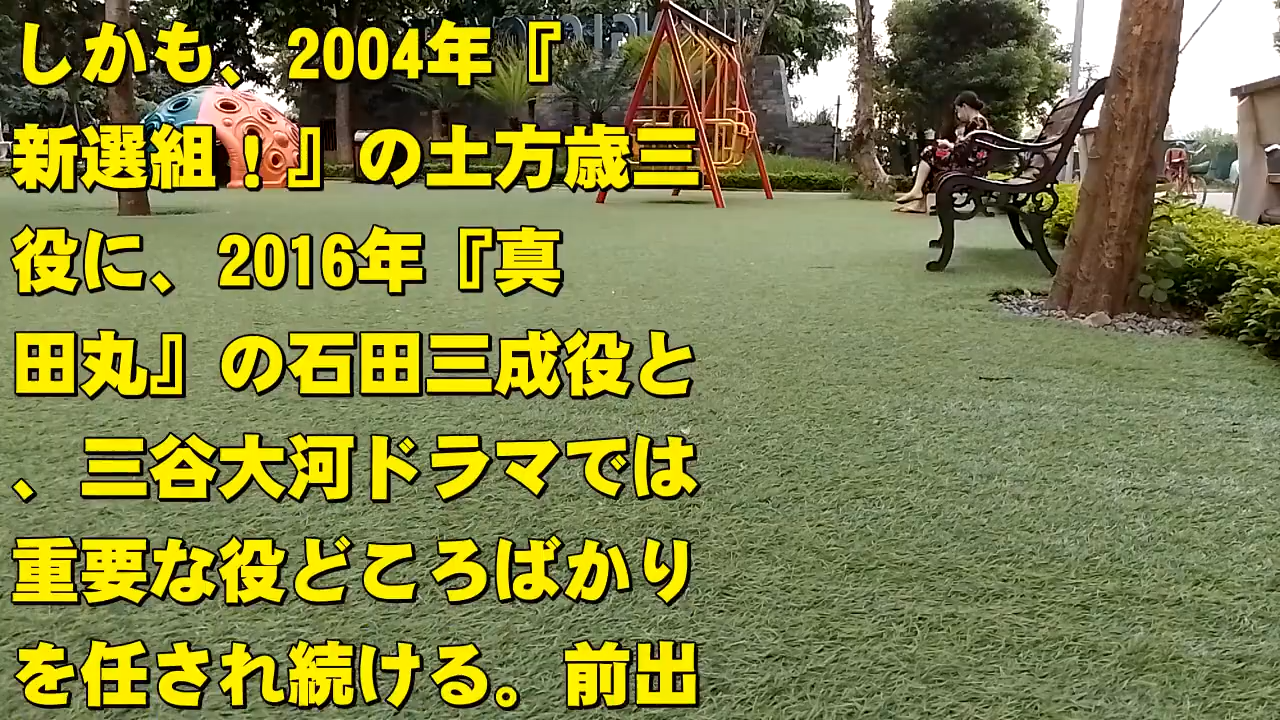 しかも、2004年『
新選組！』の土方歳三
役に、2016年『真
田丸』の石田三成役と
、三谷大河ドラマでは
重要な役どころばかり
を任され続ける。前出